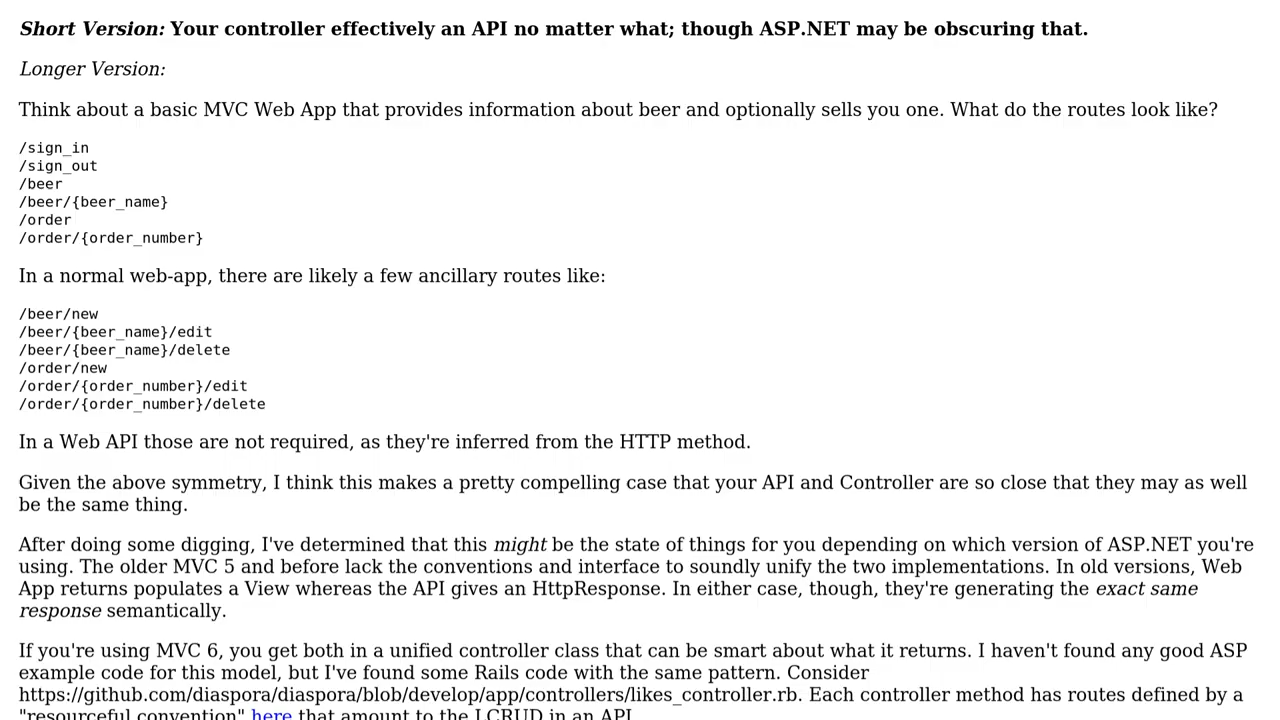 Short Version: Your controller effectively an API no matter what; though ASP.NET may be obscuring that.
Longer Version:
Think about a basic MVC Web App that provides information about beer and optionally sells you one. What do the routes look like?
/sign_in
/sign_out
/beer
/beer/{beer_name}
/order
/order/{order_number}
In a normal web-app, there are likely a few ancillary routes like:
/beer/new
/beer/{beer_name}/edit
/beer/{beer_name}/delete
/order/new
/order/{order_number}/edit
/order/{order_number}/delete
In a Web API those are not required, as they're inferred from the HTTP method.
Given the above symmetry, I think this makes a pretty compelling case that your API and Controller are so close that they may as well
be the same thing.
After doing some digging, I've determined that this might be the state of things for you depending on which version of ASP.NET you're
using. The older MVC 5 and before lack the conventions and interface to soundly unify the two implementations. In old versions, Web
App returns populates a View whereas the API gives an HttpResponse. In either case, though, they're generating the exact same
response semantically.
If you're using MVC 6, you get both in a unified controller class that can be smart about what it returns. I haven't found any good ASP
example code for this model, but I've found some Rails code with the same pattern. Consider
https://github.com/diaspora/diaspora/blob/develop/app/controllers/likes_controller.rb. Each controller method has routes defined by a
"resourceful convention" here that amount to the LCRUD in an API.